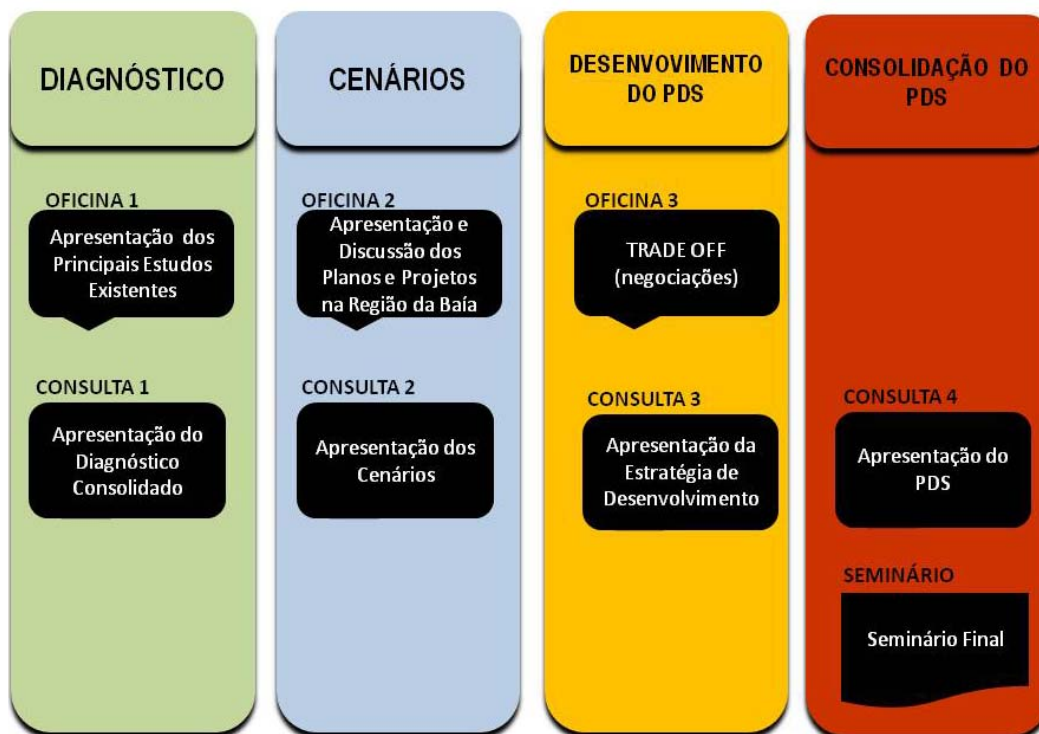 DIAGNÓSTICO
OFICINA 1
Apresentação dos
Principais Estudos
Existentes
CONSULTA 1
Apresentação do
Diagnóstico
Consolidado
CENÁRIOS
OFICINA 2
Apresentação e
Discussão dos
Planos e Projetos
na Região da Baía
CONSULTA 2
Apresentação dos
Cenários
DESENVOVIMENTO
DO PDS
OFICINA 3
TRADE OFF
(negociações)
CONSULTA 3
Apresentação da
Estratégia de
Desenvolvimento
CONSOLIDAÇÃO DO
PDS
CONSULTA 4
Apresentação do
PDS
SEMINÁRIO
Seminário Final